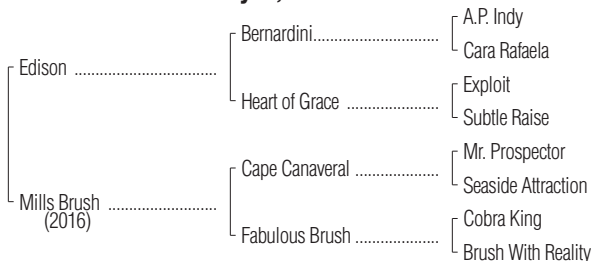 A.P. Indy
Bernardini
Cara Rafaela
Edison
Exploit
Heart of Grace
Subtle Raise
Mr. Prospector
Cape Canaveral
Seaside Attraction
Mills Brush
(2016)
Cobra King
Fabulous Brush
Brush With Reality